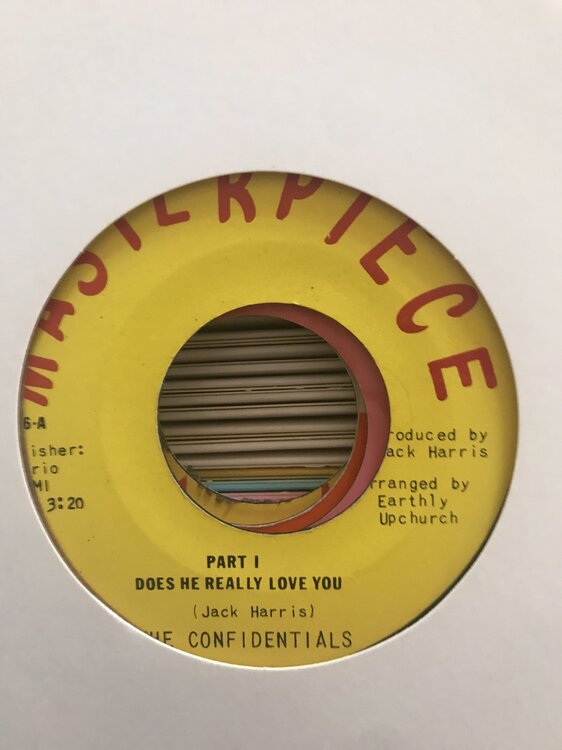 MASTERPIECE
6-A
isher:
rio
MI
3:20
roduced by
ack Harris
rranged by
Earthly
Upchurch
PART I
DOES HE REALLY LOVE YOU
(Jack Harris)
HE CONFIDENTIALS